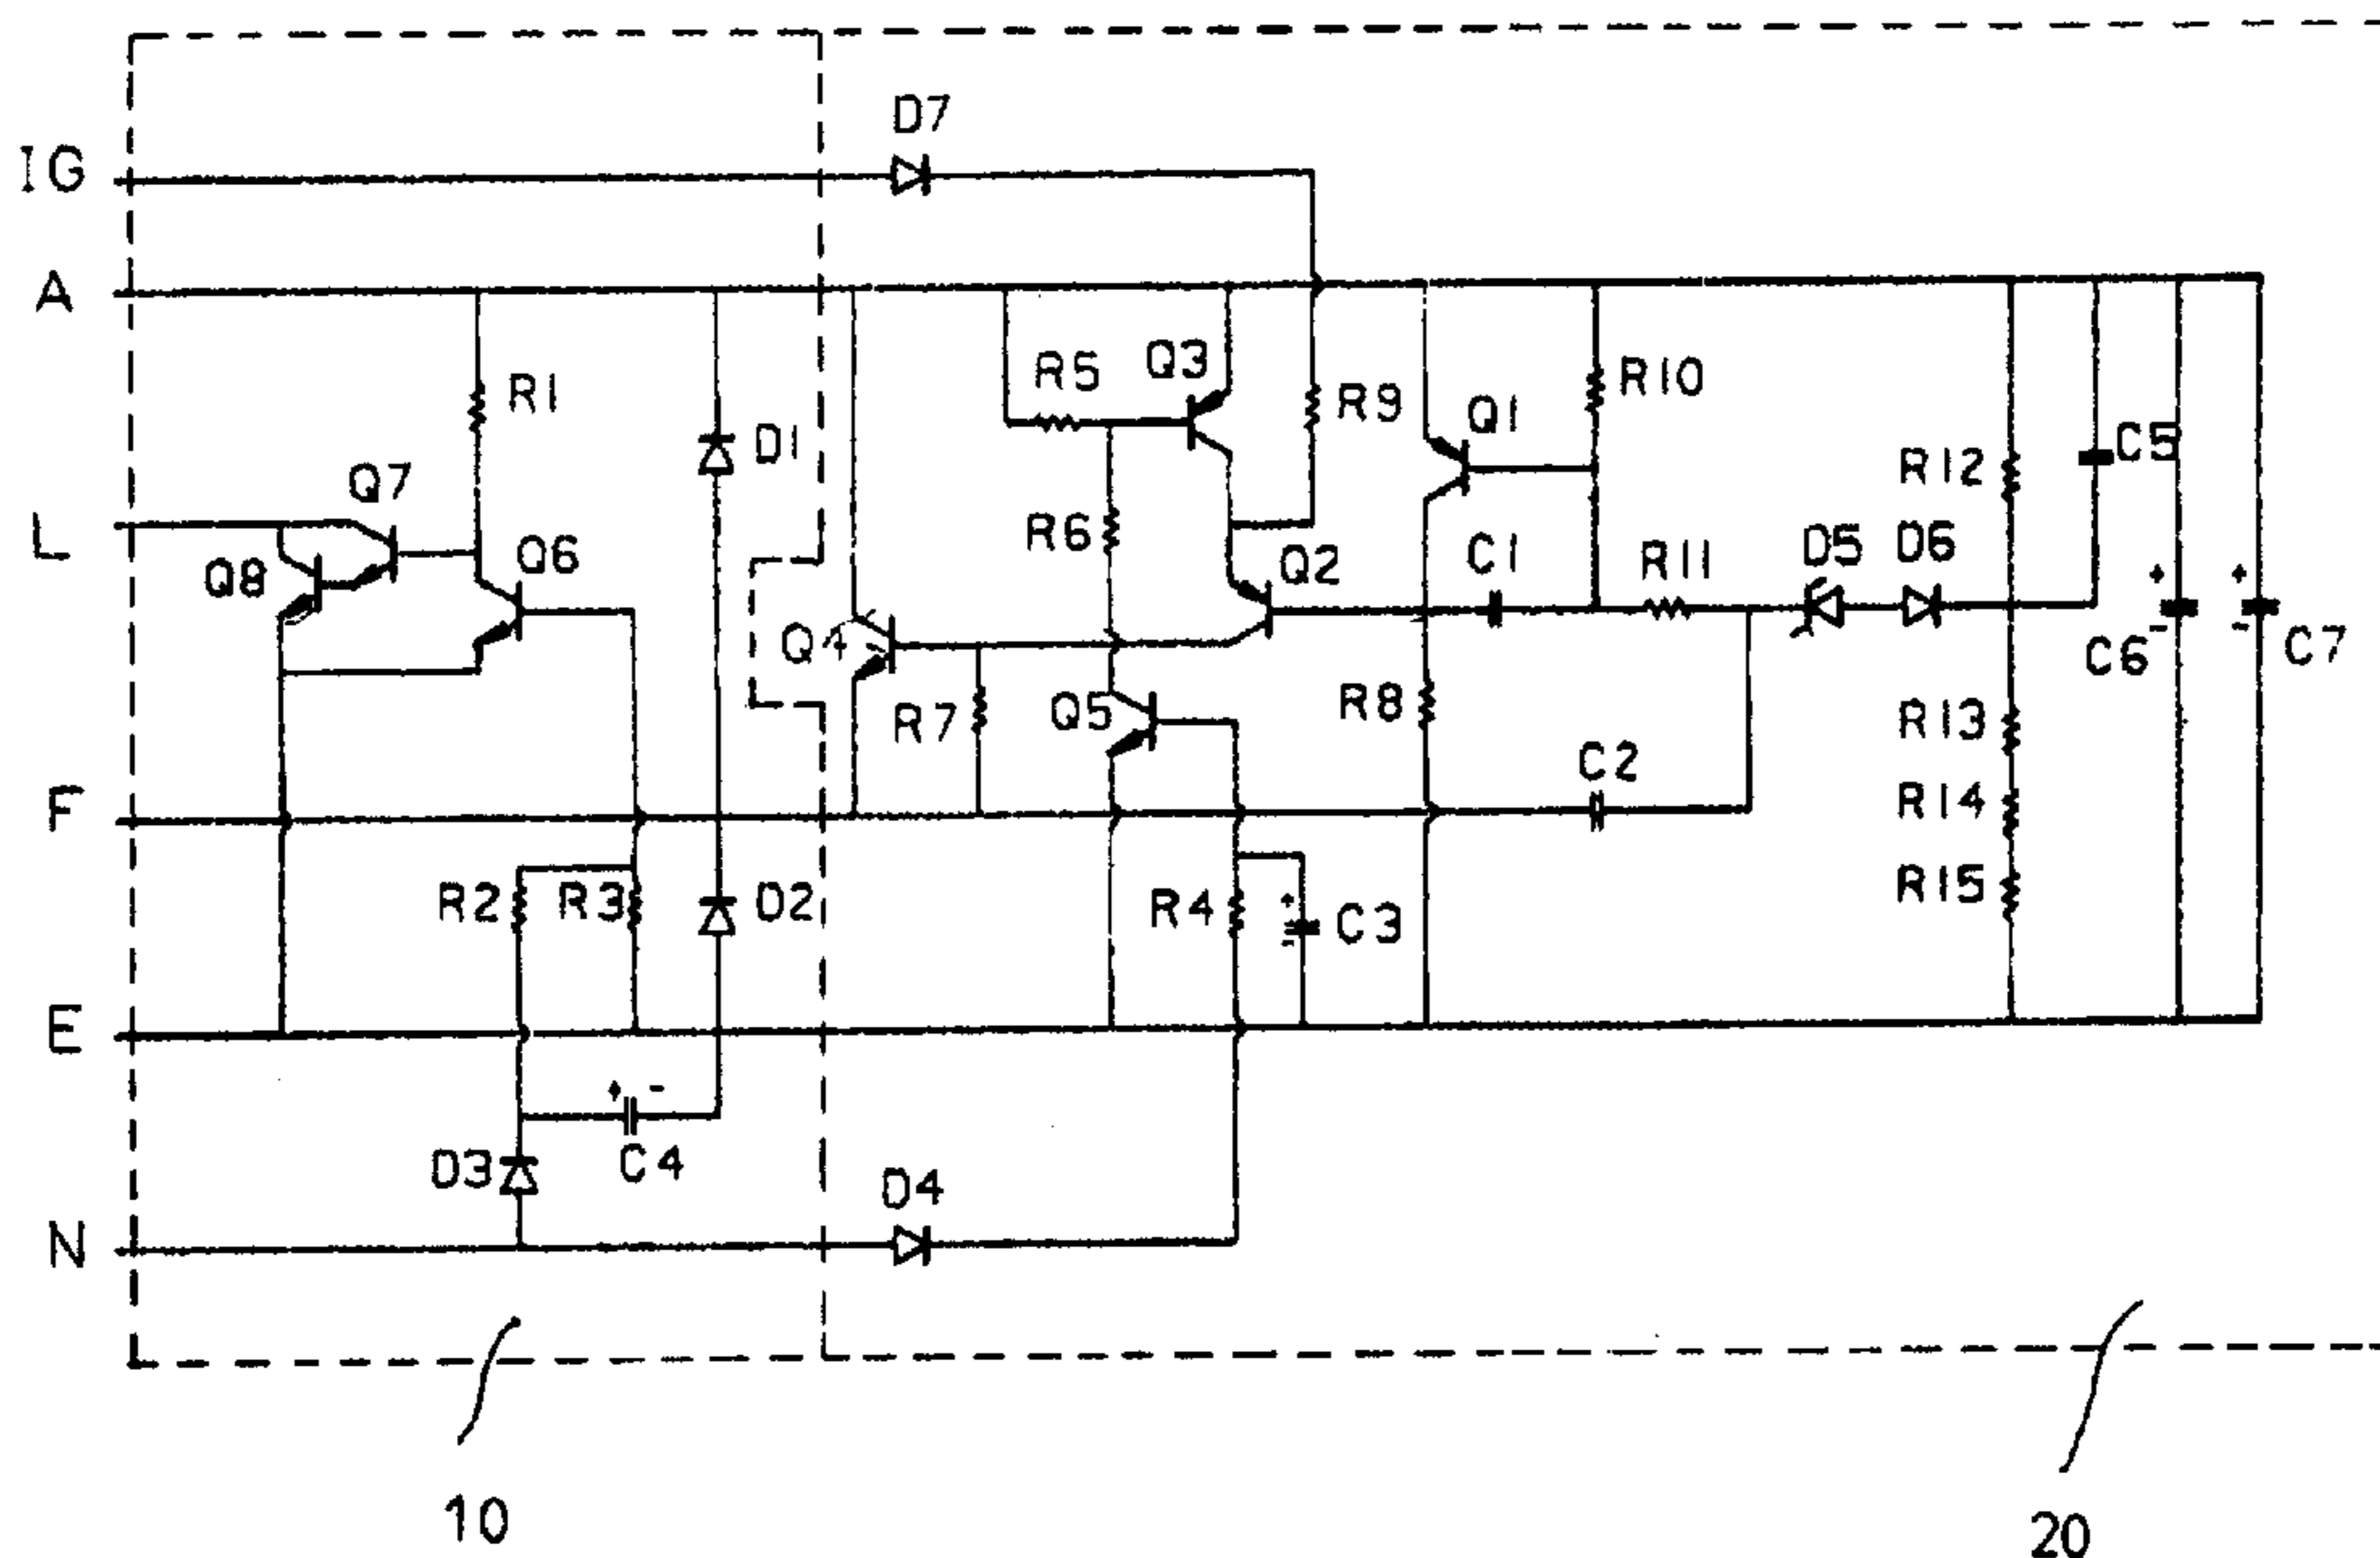 D7
IG
A
R5
Q3
R9
R10
Q1
R1
D1
R12
C5
Q7
L
Q8
Q6
R6
Q2
C1
R11
D5
D6
+
+
Q4
C6
-
-
C7
R7
Q5
R8
R13
C2
F
R14
R2
R3
D2
R4
+
-
C3
R15
E
+ -
C4
D3
D4
N
10
20